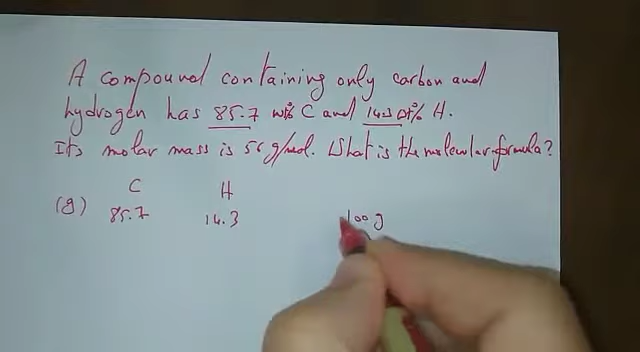 A compound containing only carbon and
hydrogen has 85.7 wt% C and 14.3 wt% H.
Its molar mass is 56 g/mol. What is the molecular formula?
C H
(g) 85.7 14.3 100 g